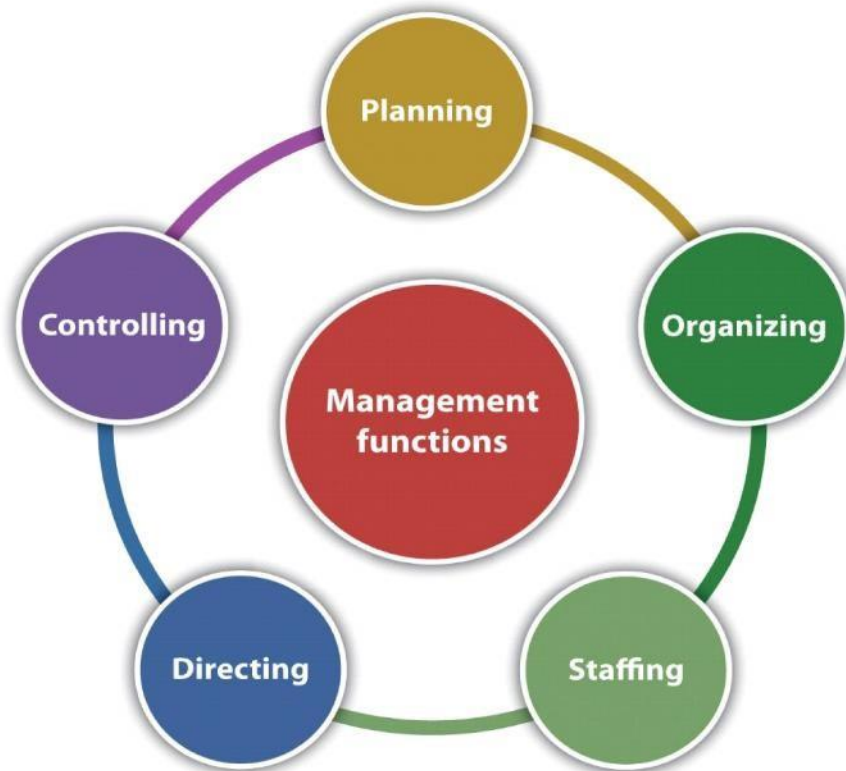 Planning
Organizing
Staffing
Directing
Controlling
Management
functions